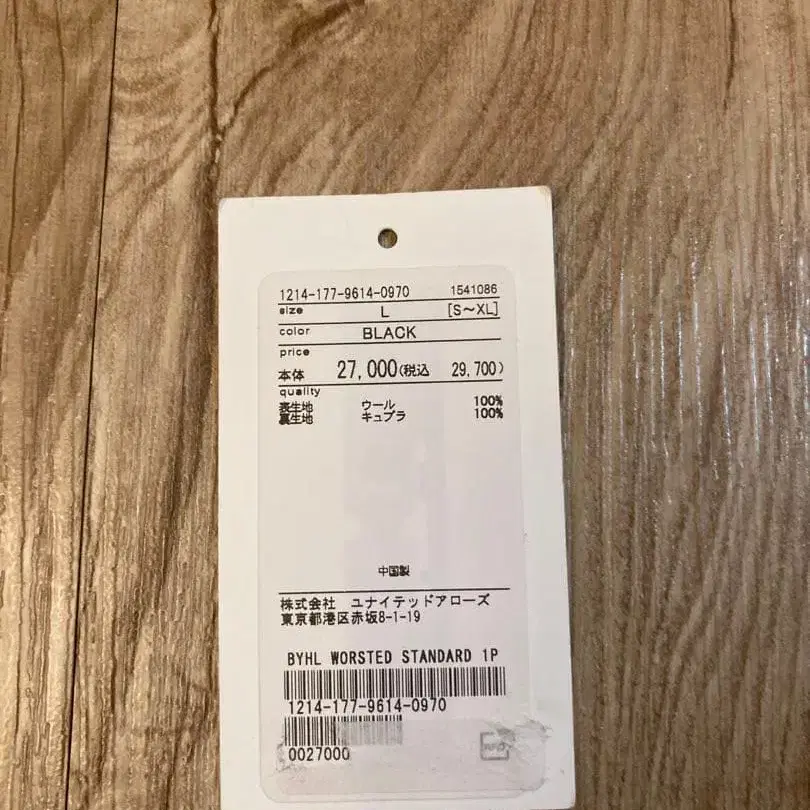 1214-177-9614-0970 1541086
size L [S〜XL]
color BLACK
price
本体 27,000(税込 29,700)
quality
表生地 ウール 100%
裏生地 キュプラ 100%
中国製
株式会社 ユナイテッドアローズ
東京都港区赤坂8-1-19
BYHL WORSTED STANDARD 1P
1214-177-9614-0970
0027000